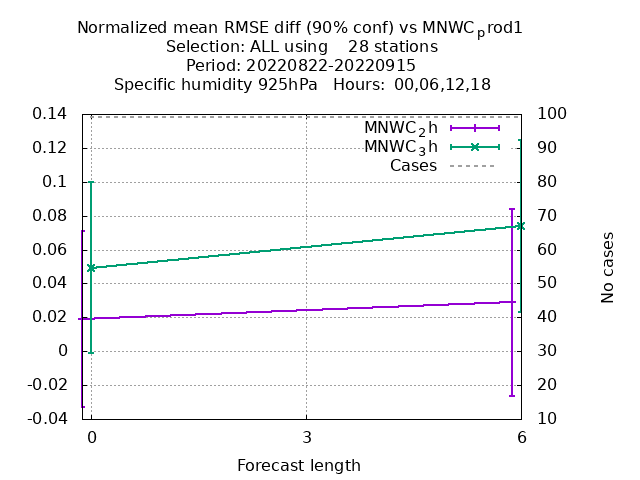 Normalized mean RMSE diff (90% conf) vs MNWCprod1
Selection: ALL using    28 stations
Period: 20220822-20220915
Specific humidity 925hPa   Hours: 00,06,12,18
0.14
0.12
0.1
0.08
0.06
0.04
0.02
0
-0.02
-0.04
MNWC2h
MNWC3h
Cases
100
90
80
70
60
50
40
30
20
10
No cases
0
3
6
Forecast length